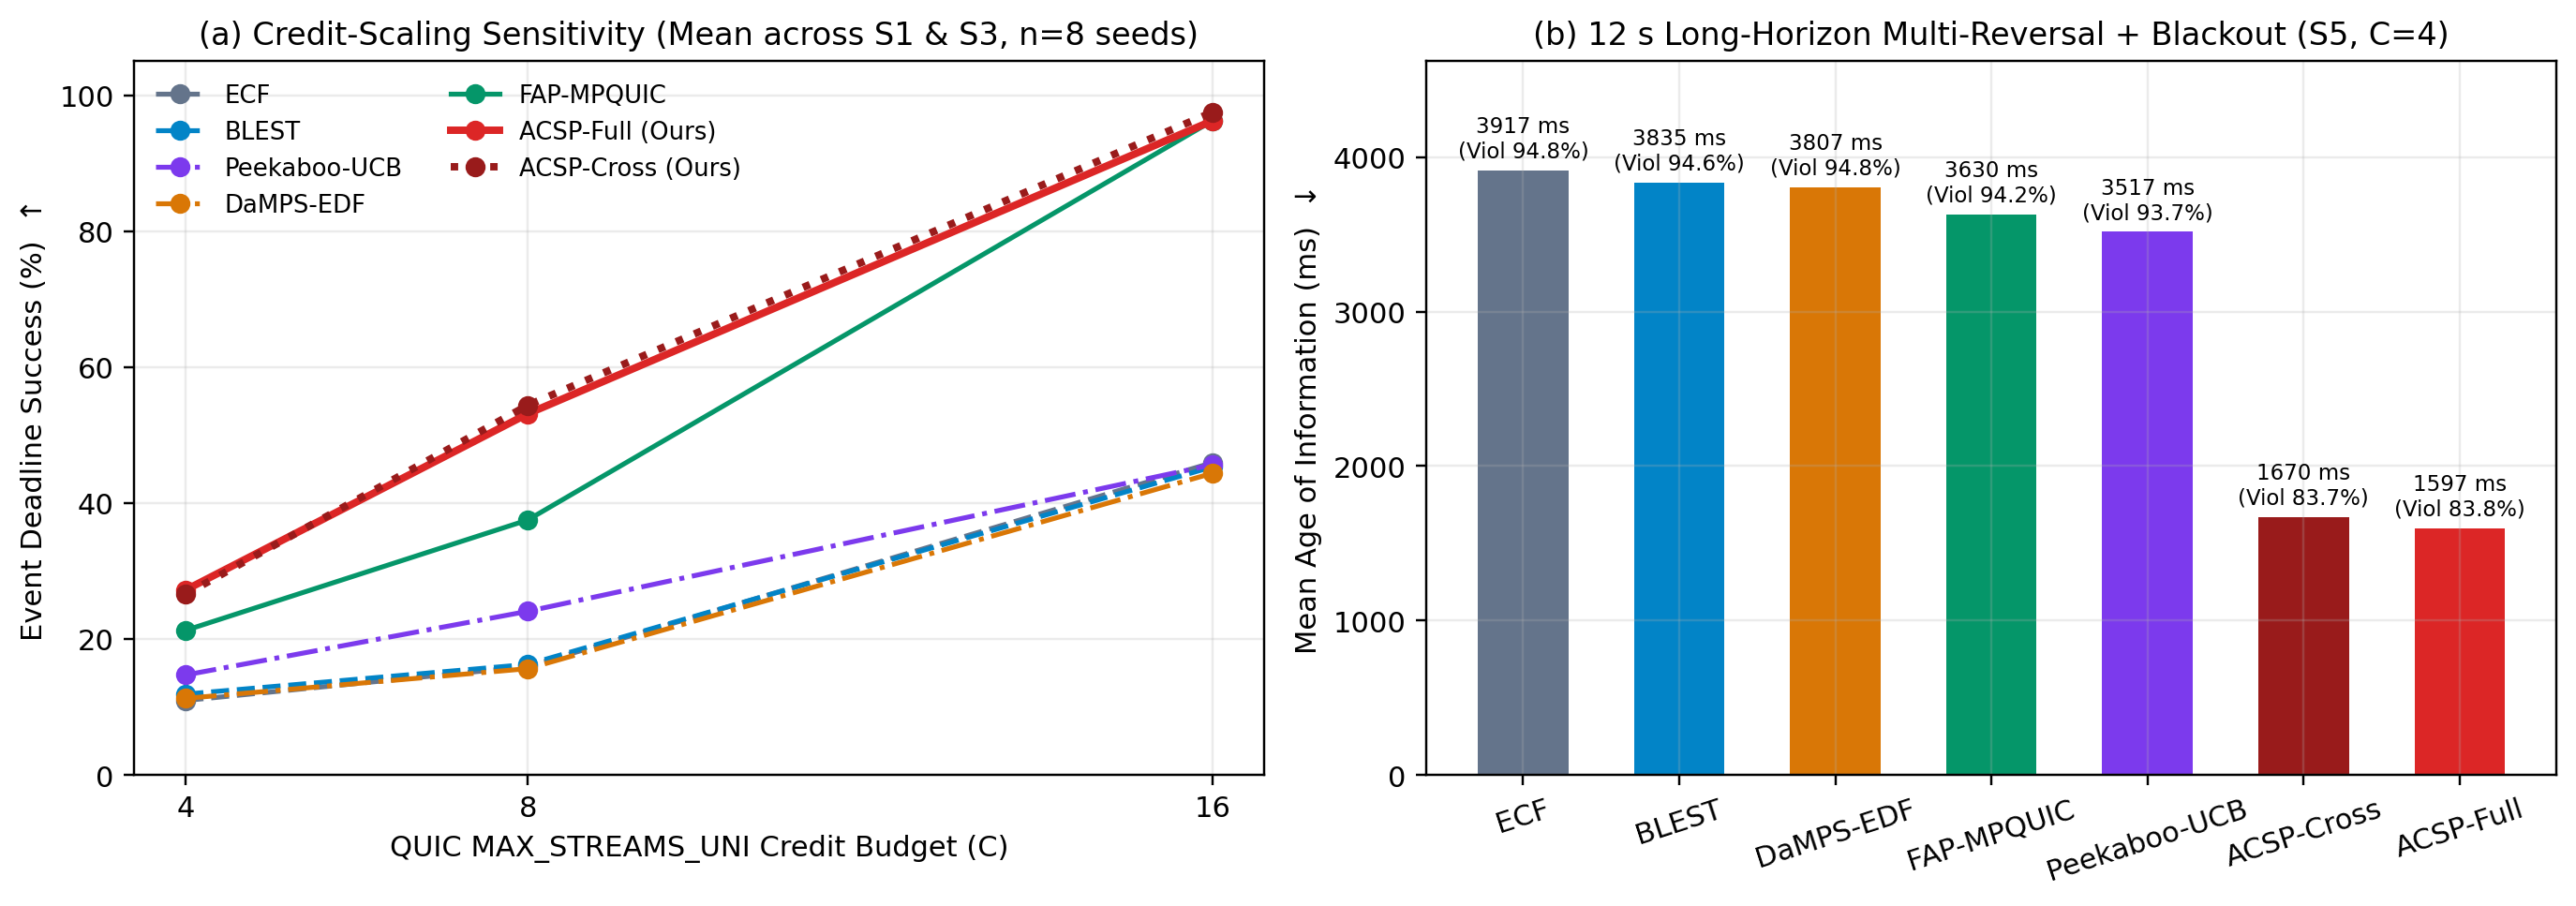 (a) Credit-Scaling Sensitivity (Mean across S1 & S3, n=8 seeds)
Event Deadline Success (%) ↑
100
80
60
40
20
0
ECF
BLEST
Peekaboo-UCB
DaMPS-EDF
FAP-MPQUIC
ACSP-Full (Ours)
ACSP-Cross (Ours)
4
8
16
QUIC MAX_STREAMS_UNI Credit Budget (C)
(b) 12 s Long-Horizon Multi-Reversal + Blackout (S5, C=4)
Mean Age of Information (ms) ↓
4000
3000
2000
1000
0
3917 ms
(Viol 94.8%)
3835 ms
(Viol 94.6%)
3807 ms
(Viol 94.8%)
3630 ms
(Viol 94.2%)
3517 ms
(Viol 93.7%)
1670 ms
(Viol 83.7%)
1597 ms
(Viol 83.8%)
ECF
BLEST
DaMPS-EDF
FAP-MPQUIC
Peekaboo-UCB
ACSP-Cross
ACSP-Full